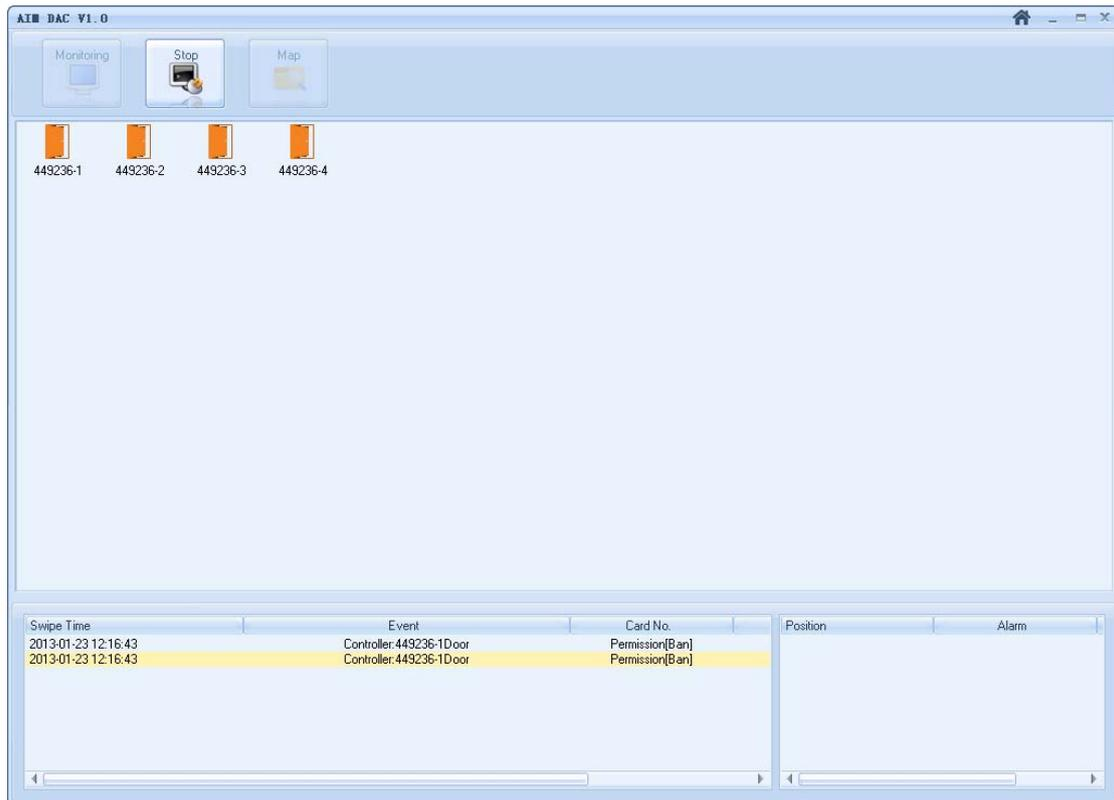 AIM DAC V1.0
Monitoring Stop Map
449236-1 449236-2 449236-3 449236-4
Swipe Time Event Card No. Position Alarm
2013-01-23 12:16:43 Controller:449236-1Door Permission[Ban]
2013-01-23 12:16:43 Controller:449236-1Door Permission[Ban]